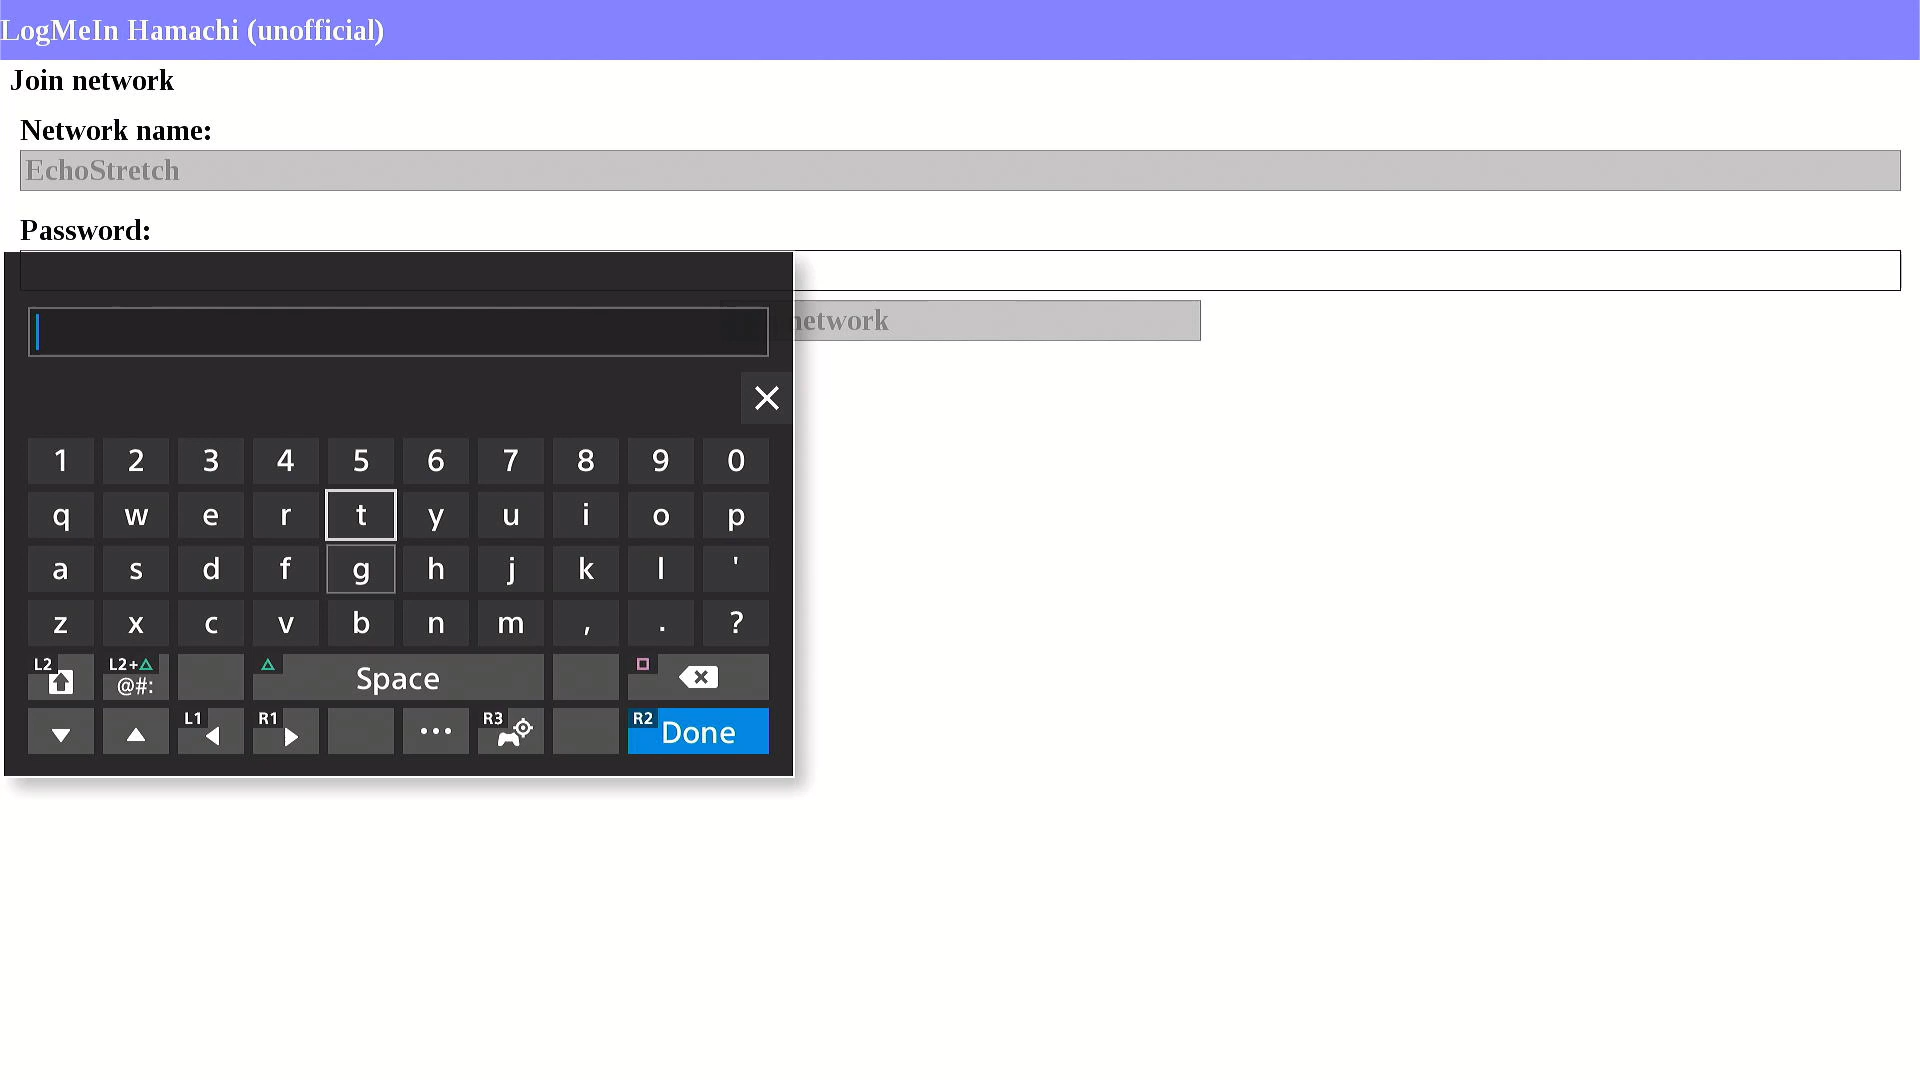 LogMeIn Hamachi (unofficial)
Join network
Network name:
EchoStretch
Password:
network
1 2 3 4 5 6 7 8 9 0
q w e r t y u i o p
a s d f g h j k l '
z x c v b n m , . ?
L2 L2+△ @#: △ Space □
L1 R1 ... R3 R2 Done